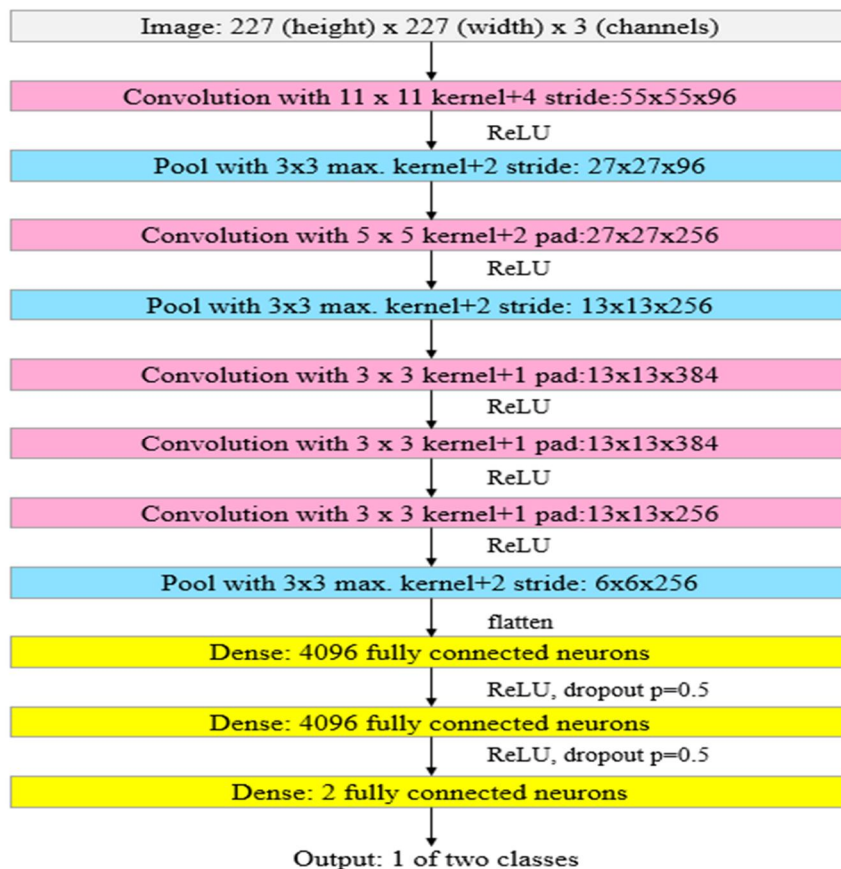 Image: 227 (height) x 227 (width) x 3 (channels)
Convolution with 11 x 11 kernel+4 stride:55x55x96
ReLU
Pool with 3x3 max. kernel+2 stride: 27x27x96
Convolution with 5 x 5 kernel+2 pad:27x27x256
ReLU
Pool with 3x3 max. kernel+2 stride: 13x13x256
Convolution with 3 x 3 kernel+1 pad:13x13x384
ReLU
Convolution with 3 x 3 kernel+1 pad:13x13x384
ReLU
Convolution with 3 x 3 kernel+1 pad:13x13x256
ReLU
Pool with 3x3 max. kernel+2 stride: 6x6x256
flatten
Dense: 4096 fully connected neurons
ReLU, dropout p=0.5
Dense: 4096 fully connected neurons
ReLU, dropout p=0.5
Dense: 2 fully connected neurons
Output: 1 of two classes